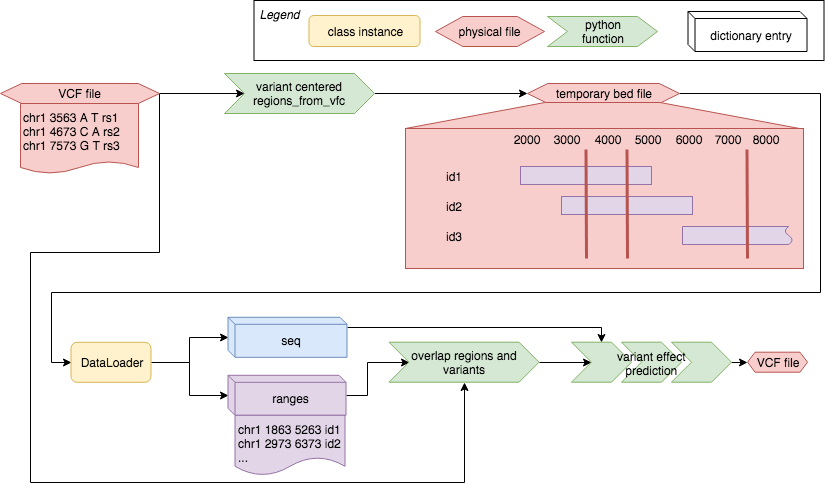 Legend
class instance
physical file
python
function
dictionary entry
VCF file
chr1 3563 A T rs1
chr1 4673 C A rs2
chr1 7573 G T rs3
variant centered
regions_from_vfc
temporary bed file
2000 3000 4000 5000 6000 7000 8000
id1
id2
id3
DataLoader
seq
ranges
chr1 1863 5263 id1
chr1 2973 6373 id2
...
overlap regions and
variants
variant effect
prediction
VCF file